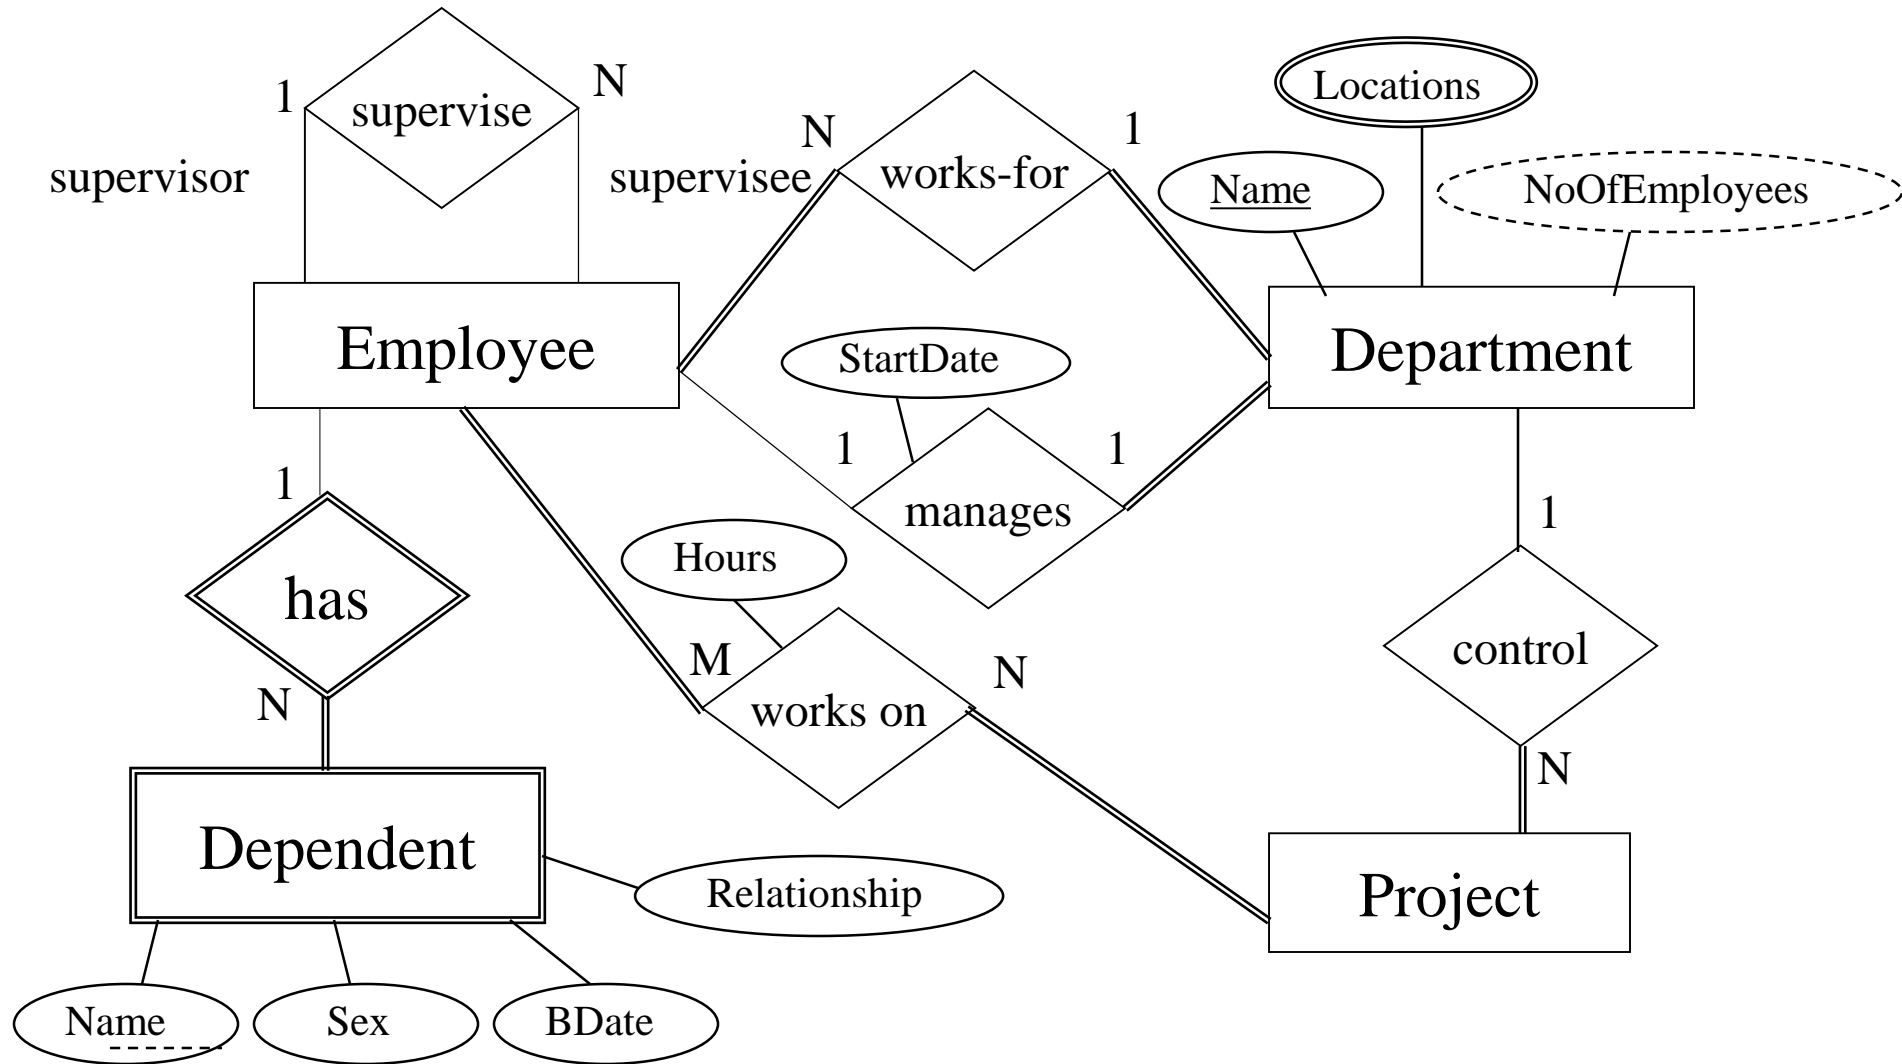 N
1
supervise
Locations
N
1
supervisor
supervisee
works-for
Name
NoOfEmployees
Employee
StartDate
Department
1
1
1
manages
1
Hours
has
M
N
control
N
works on
N
Dependent
Relationship
Project
Name
Sex
BDate